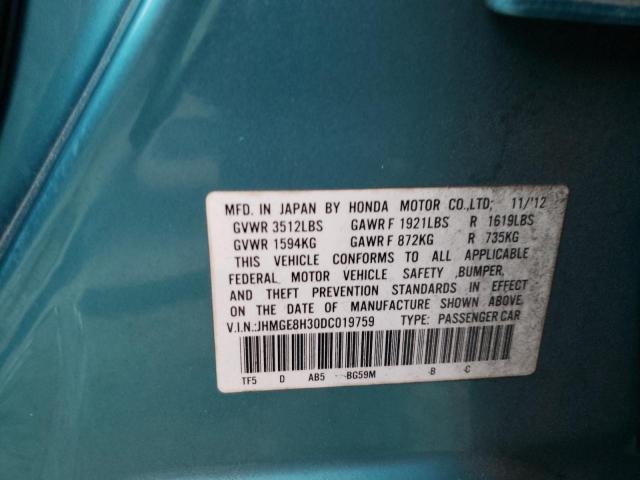 MFD. IN JAPAN BY HONDA MOTOR CO.,LTD; 11/'12
GVWR 3512LBS GAWR F 1921LBS R 1619LBS
GVWR 1594KG GAWR F 872KG R 735KG
THIS VEHICLE CONFORMS TO ALL APPLICABLE
FEDERAL MOTOR VEHICLE SAFETY ,BUMPER,
AND THEFT PREVENTION STANDARDS IN EFFECT
ON THE DATE OF MANUFACTURE SHOWN ABOVE.
V.I.N.:JHMGE8H30DC019759 TYPE: PASSENGER CAR
TF5 D AB5 --BG59M -B -C